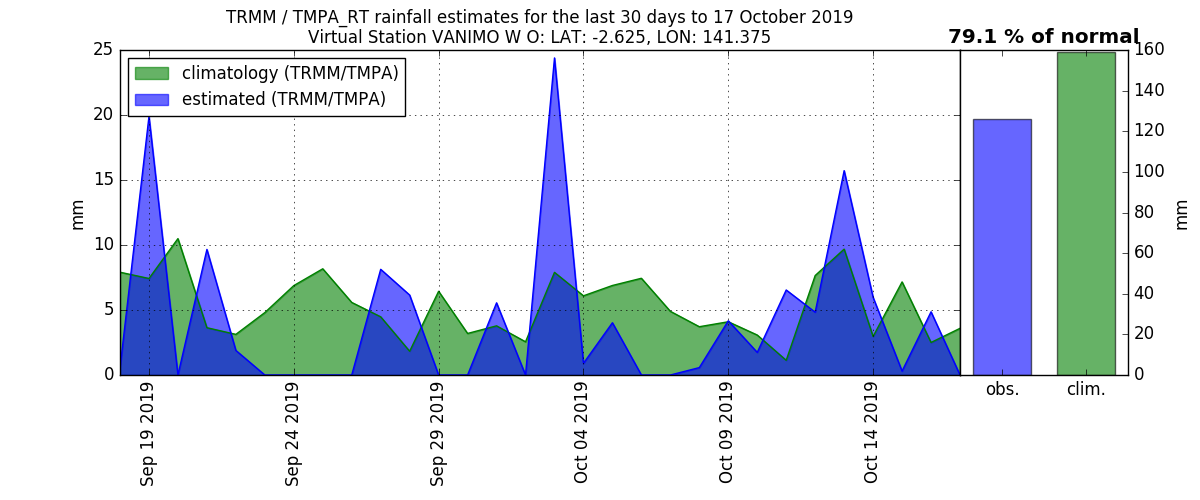 TRMM / TMPA_RT rainfall estimates for the last 30 days to 17 October 2019
Virtual Station VANIMO W O: LAT: -2.625, LON: 141.375
79.1 % of normal
climatology (TRMM/TMPA)
estimated (TRMM/TMPA)
25
20
15
10
5
0
mm
Sep 19 2019
Sep 24 2019
Sep 29 2019
Oct 04 2019
Oct 09 2019
Oct 14 2019
obs.
clim.
160
140
120
100
80
60
40
20
0
mm